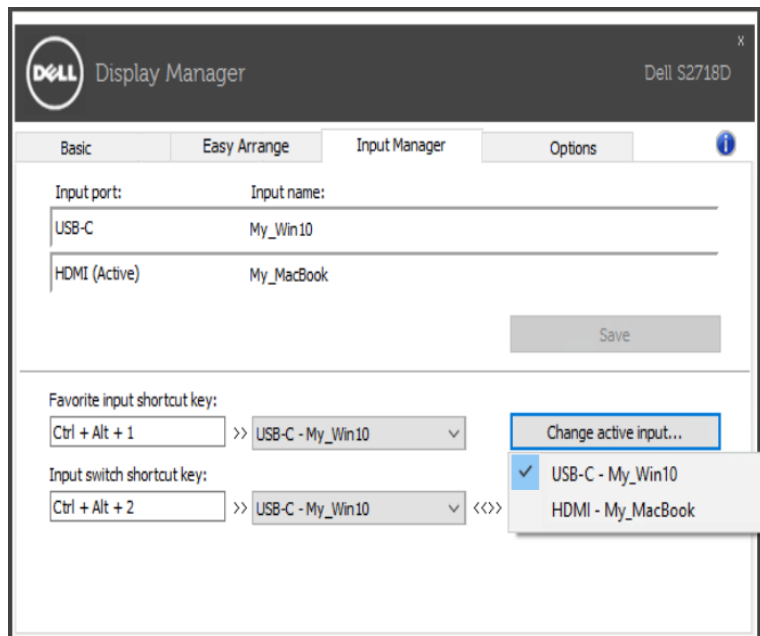 x
DELL Display Manager Dell S2718D
Basic Easy Arrange Input Manager Options i
Input port: Input name:
USB-C My_Win10
HDMI (Active) My_MacBook
Save
Favorite input shortcut key:
Ctrl + Alt + 1 >> USB-C - My_Win10 Change active input...
Input switch shortcut key:
✓ USB-C - My_Win10
Ctrl + Alt + 2 >> USB-C - My_Win10 <<>> HDMI - My_MacBook